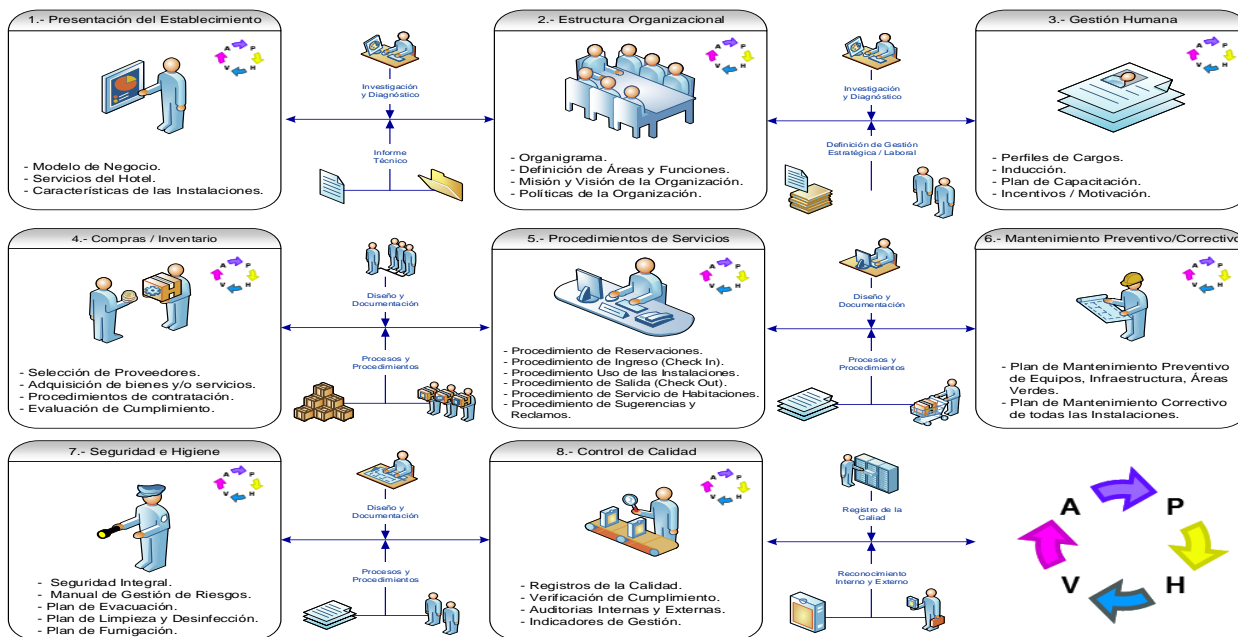 1.- Presentación del Establecimiento
A
P
V
H
- Modelo de Negocio.
- Servicios del Hotel.
- Características de las Instalaciones.
Investigación
y Diagnóstico
Informe
Técnico
2.- Estructura Organizacional
A
P
V
H
- Organigrama.
- Definición de Áreas y Funciones.
- Misión y Visión de la Organización.
- Políticas de la Organización.
Investigación
y Diagnóstico
Definición de Gestión
Estratégica / Laboral
3.- Gestión Humana
A
P
V
H
- Perfiles de Cargos.
- Inducción.
- Plan de Capacitación.
- Incentivos / Motivación.
4.- Compras / Inventario
A
P
V
H
- Selección de Proveedores.
- Adquisición de bienes y/o servicios.
- Procedimientos de contratación.
- Evaluación de Cumplimiento.
Diseño y
Documentación
Procesos y
Procedimientos
5.- Procedimientos de Servicios
A
P
V
H
- Procedimiento de Reservaciones.
- Procedimiento de Ingreso (Check In).
- Procedimiento Uso de las Instalaciones.
- Procedimiento de Salida (Check Out).
- Procedimiento de Servicio de Habitaciones.
- Procedimiento de Sugerencias y
Reclamos.
Diseño y
Documentación
Procesos y
Procedimientos
6.- Mantenimiento Preventivo/Correctivo
A
P
V
H
- Plan de Mantenimiento Preventivo
de Equipos, Infraestructura, Áreas
Verdes.
- Plan de Mantenimiento Correctivo
de todas las Instalaciones.
7.- Seguridad e Higiene
A
P
V
H
- Seguridad Integral.
- Manual de Gestión de Riesgos.
- Plan de Evacuación.
- Plan de Limpieza y Desinfección.
- Plan de Fumigación.
Diseño y
Documentación
Procesos y
Procedimientos
8.- Control de Calidad
A
P
V
H
- Registros de la Calidad.
- Verificación de Cumplimiento.
- Auditorias Internas y Externas.
- Indicadores de Gestión.
Registro de la
Caliad
Reconocimiento
Interno y Externo
A
P
V
H